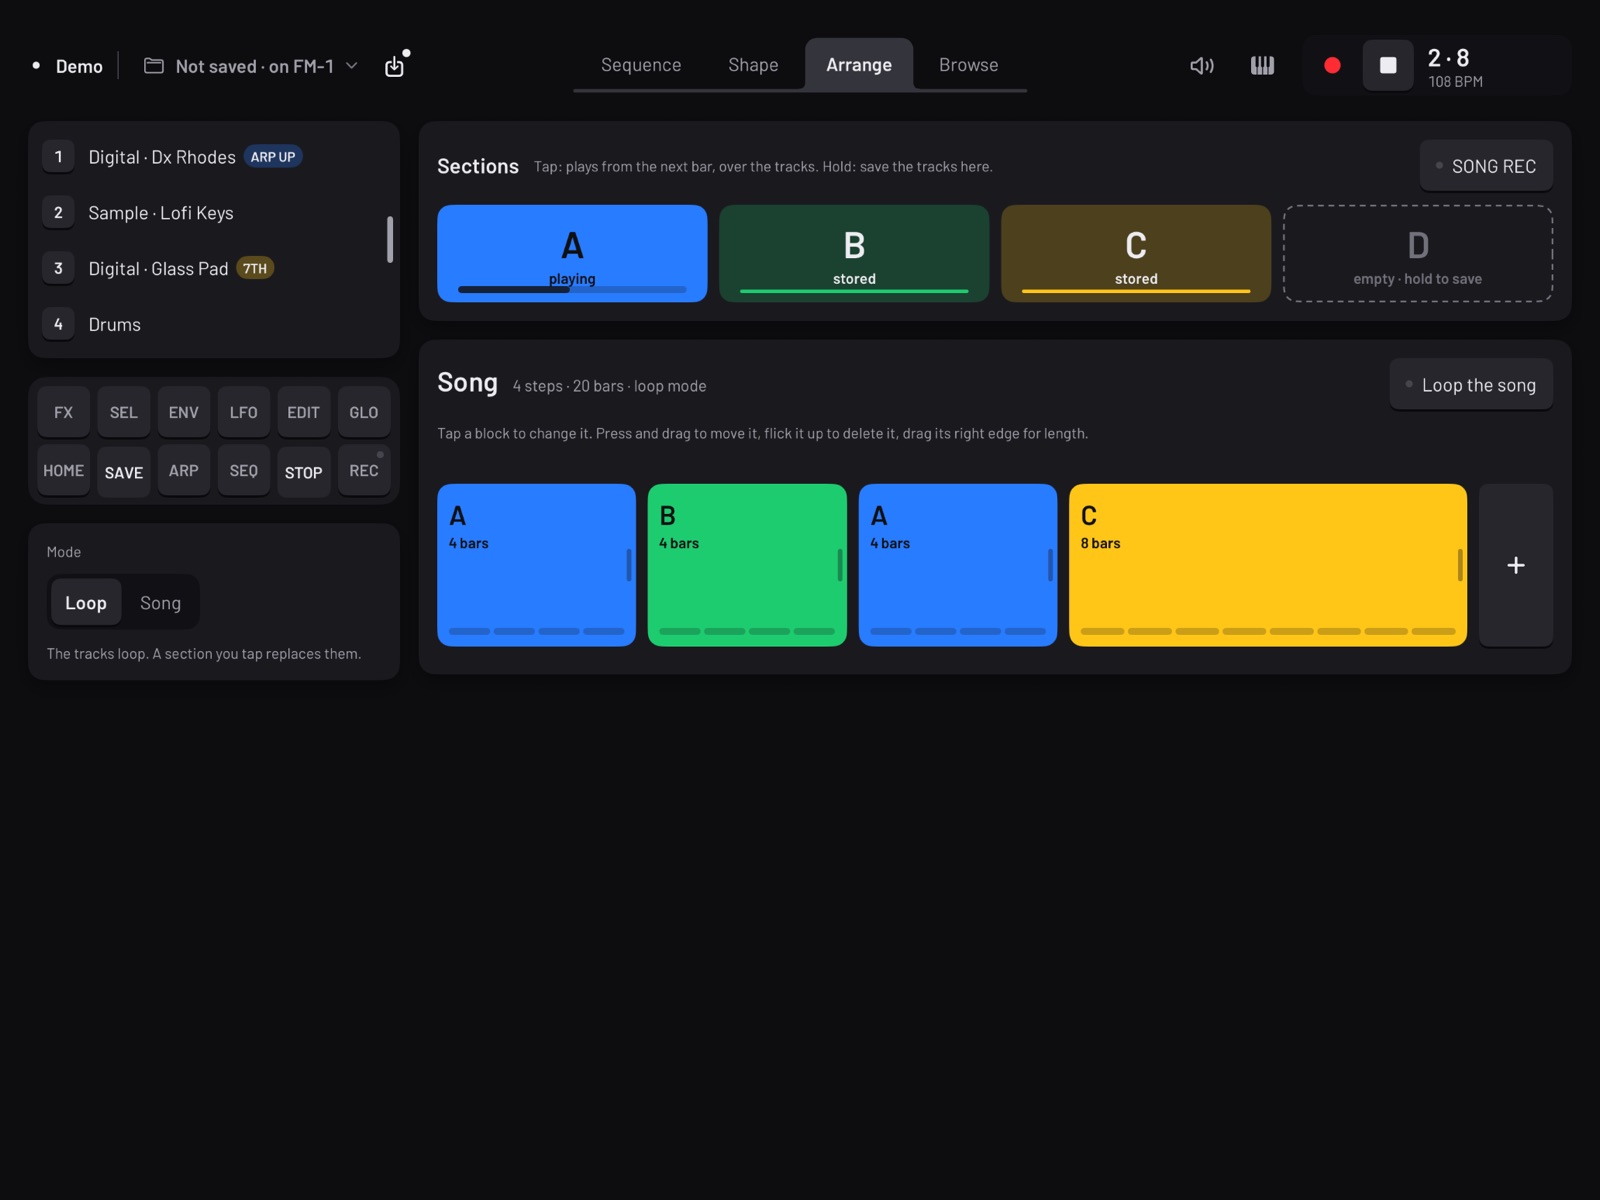 Demo
Not saved · on FM-1
Sequence
Shape
Arrange
Browse
2 · 8
108 BPM
1
Digital · Dx Rhodes
ARP UP
2
Sample · Lofi Keys
3
Digital · Glass Pad
7TH
4
Drums
FX
SEL
ENV
LFO
EDIT
GLO
HOME
SAVE
ARP
SEQ
STOP
REC
Mode
Loop
Song
The tracks loop. A section you tap replaces them.
Sections
Tap: plays from the next bar, over the tracks. Hold: save the tracks here.
SONG REC
A
playing
B
stored
C
stored
D
empty · hold to save
Song
4 steps · 20 bars · loop mode
Loop the song
Tap a block to change it. Press and drag to move it, flick it up to delete it, drag its right edge for length.
A
4 bars
B
4 bars
A
4 bars
C
8 bars
+